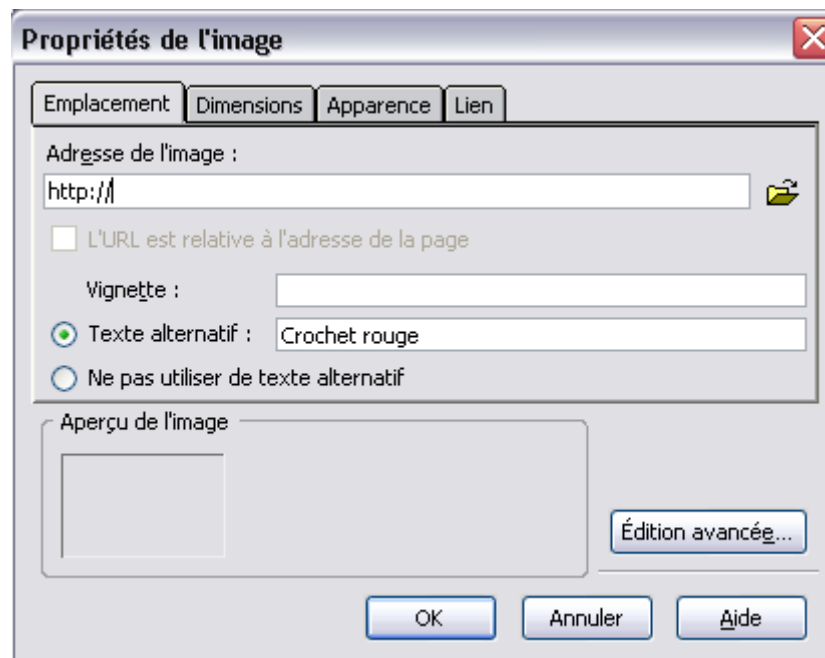 Propriétés de l'image
Emplacement Dimensions Apparence Lien
Adresse de l'image :
http://
L'URL est relative à l'adresse de la page
Vignette :
Texte alternatif : Crochet rouge
Ne pas utiliser de texte alternatif
Aperçu de l'image
Édition avancée...
OK Annuler Aide